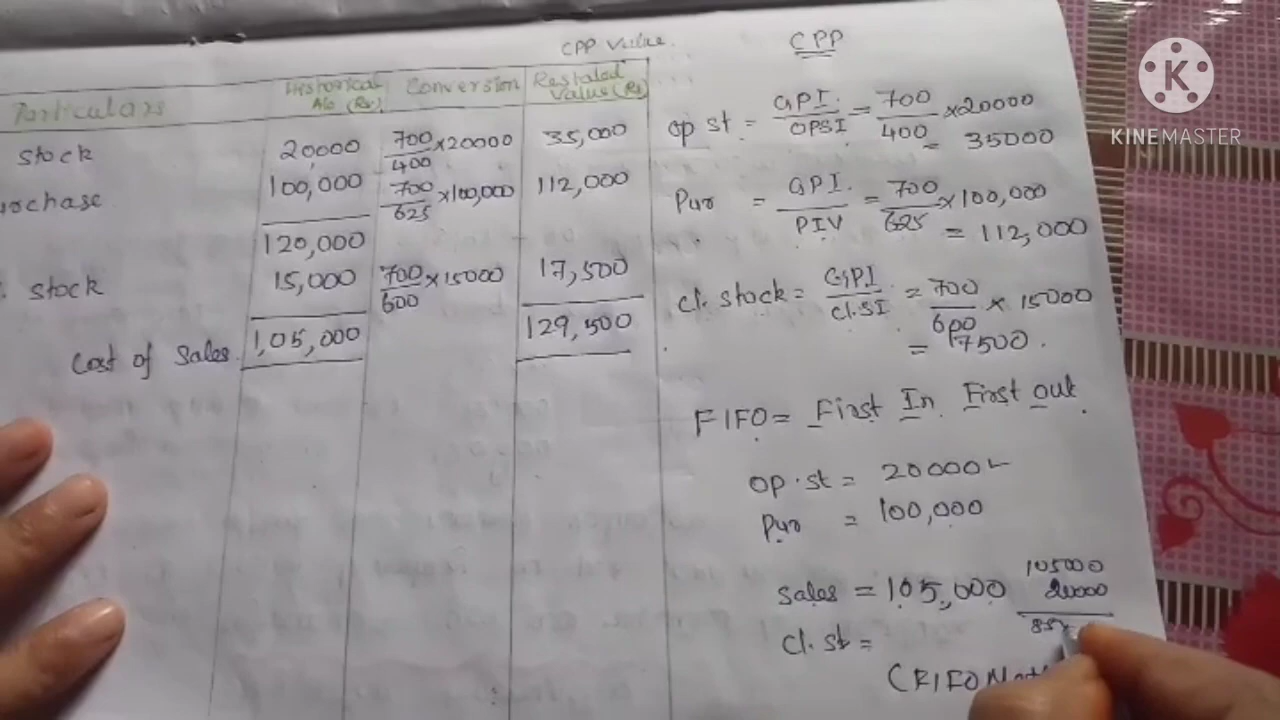 CPP Value.
Particulars Historical A/c (Rs) Conversion Restated Value (Rs)
stock 20000 700/400 × 20000 35,000
100,000 700/625 × 100,000 112,000
120,000
stock 15,000 700/600 × 15000 17,500
Cost of Sales. 1,05,000 129,500
CPP
op st = GPI/OPSI = 700/400 × 20000
= 35000
Pur = GPI/PIV = 700/625 × 100,000
= 112,000
Cl. stock = GPI/Cl.SI = 700/600 × 15000
= 17500.
FIFO = First In First out
op.st = 20000
Pur = 100,000
Sales = 105,000
105000
20000
Cl. st =
(FIFO
K
KINEMASTER